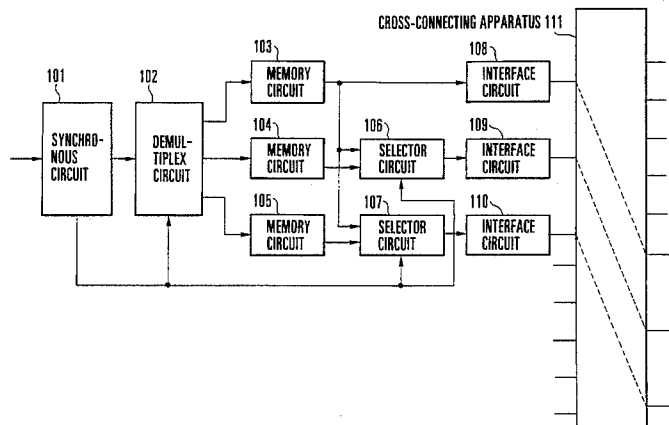 CROSS-CONNECTING APPARATUS 111
101
SYNCHRO-
NOUS
CIRCUIT
102
DEMUL-
TIPLEX
CIRCUIT
103
MEMORY
CIRCUIT
108
INTERFACE
CIRCUIT
104
MEMORY
CIRCUIT
106
SELECTOR
CIRCUIT
109
INTERFACE
CIRCUIT
105
MEMORY
CIRCUIT
107
SELECTOR
CIRCUIT
110
INTERFACE
CIRCUIT